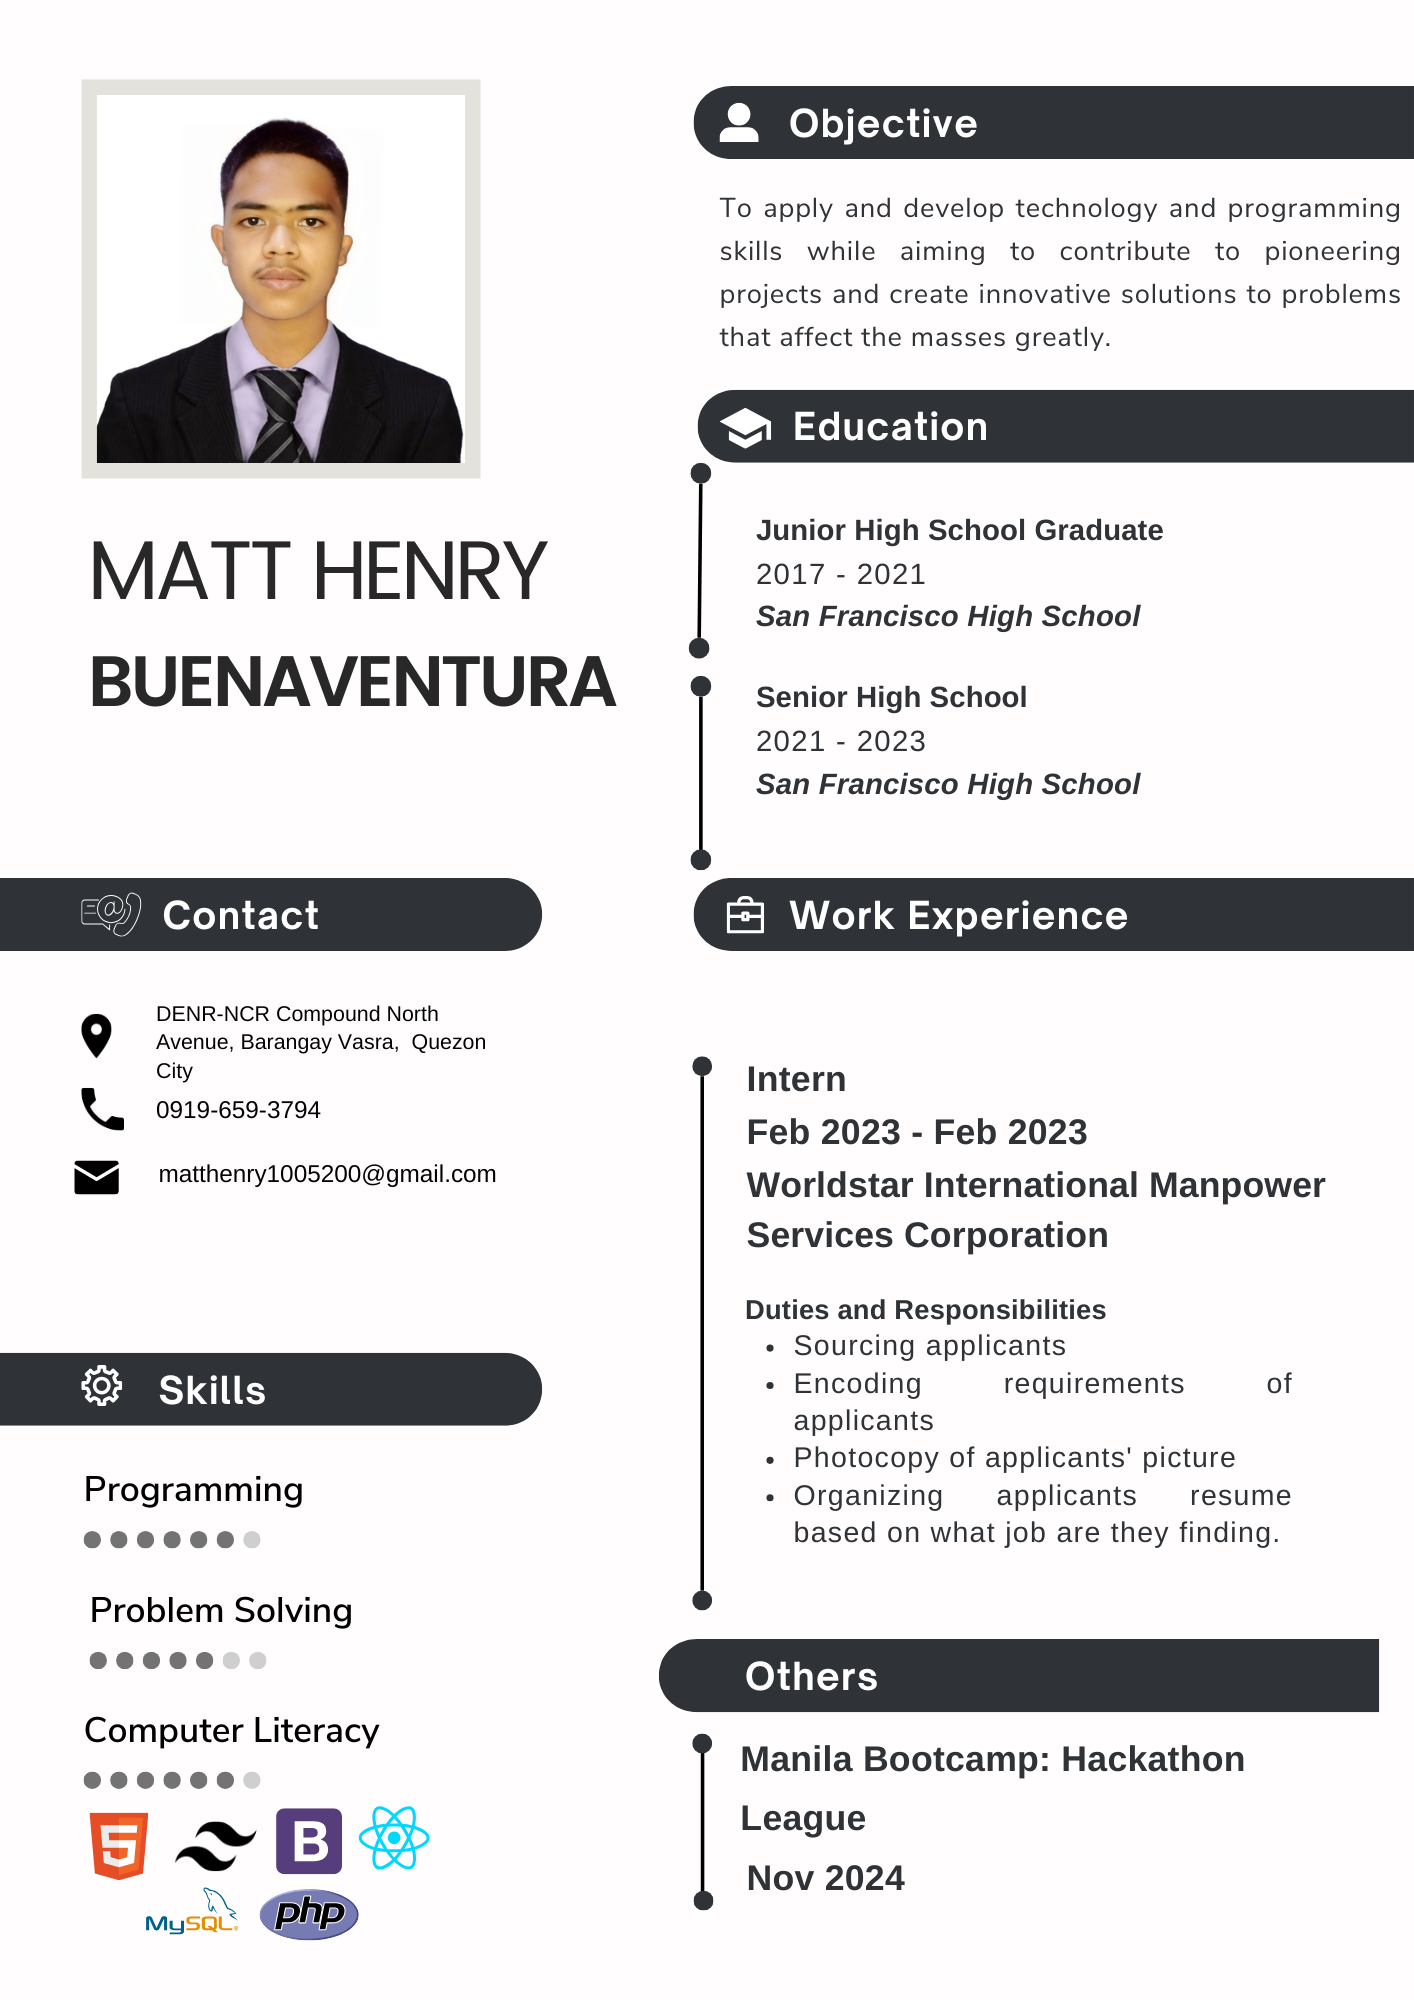 MATT HENRY
BUENAVENTURA
Contact
DENR-NCR Compound North
Avenue, Barangay Vasra,  Quezon
City
0919-659-3794
matthenry1005200@gmail.com
Skills
Programming
Problem Solving
Computer Literacy
5
B
MySQL
php
Objective
To apply and develop technology and programming
skills while aiming to contribute to pioneering
projects and create innovative solutions to problems
that affect the masses greatly.
Education
Junior High School Graduate
2017 - 2021
San Francisco High School
Senior High School
2021 - 2023
San Francisco High School
Work Experience
Intern
Feb 2023 - Feb 2023
Worldstar International Manpower
Services Corporation
Duties and Responsibilities
• Sourcing applicants
• Encoding requirements of
applicants
• Photocopy of applicants' picture
• Organizing applicants resume
based on what job are they finding.
Others
Manila Bootcamp: Hackathon
League
Nov 2024